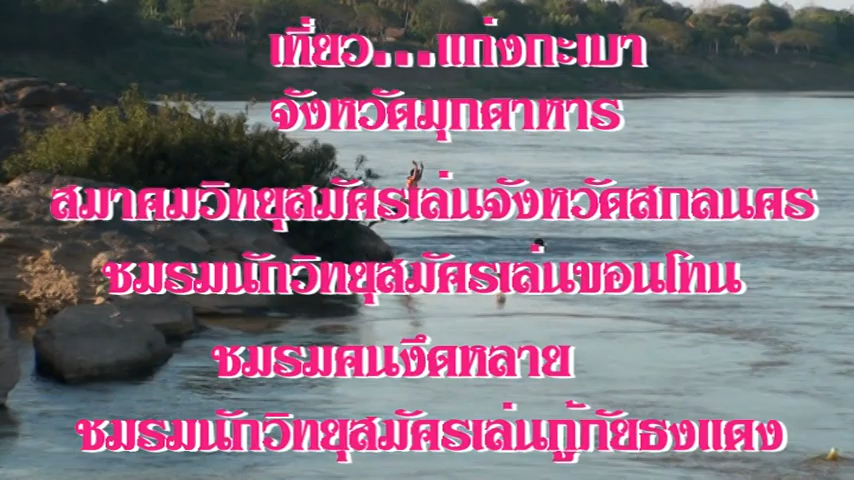 เที่ยว...แก่งกะเบา
จังหวัดมุกดาหาร
สมาคมวิทยุสมัครเล่นจังหวัดสกลนคร
ชมรมนักวิทยุสมัครเล่นขอนโทน
ชมรมคนงึดหลาย
ชมรมนักวิทยุสมัครเล่นกู้ภัยธงแดง